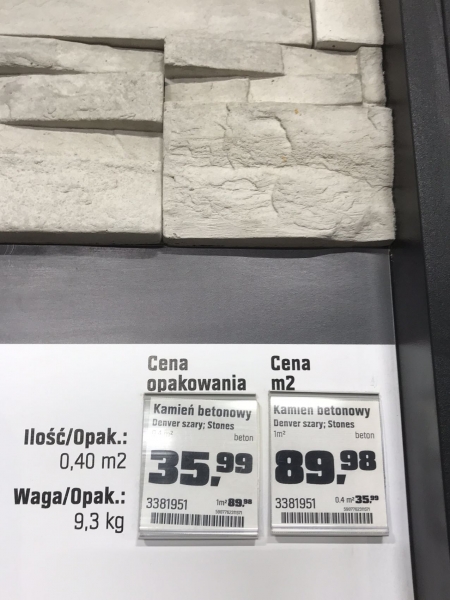 Cena
opakowania
Cena
m2
Ilość/Opak.:
0,40 m2
Waga/Opak.:
9,3 kg
Kamień betonowy
Denver szary; Stones
beton
35,99
3381951
1m² 89.98
Kamień betonowy
Denver szary; Stones
1m²
beton
89,98
3381951
0.4 m² 35.99